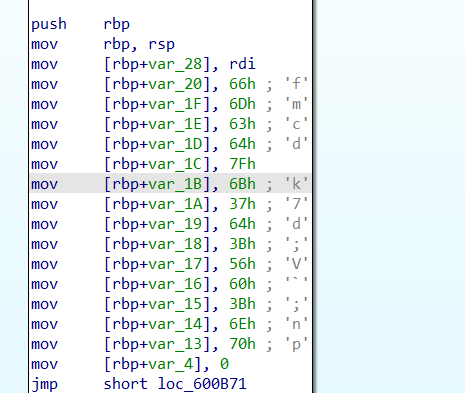 push rbp
mov rbp, rsp
mov [rbp+var_28], rdi
mov [rbp+var_20], 66h ; 'f'
mov [rbp+var_1F], 6Dh ; 'm'
mov [rbp+var_1E], 63h ; 'c'
mov [rbp+var_1D], 64h ; 'd'
mov [rbp+var_1C], 7Fh
mov [rbp+var_1B], 6Bh ; 'k'
mov [rbp+var_1A], 37h ; '7'
mov [rbp+var_19], 64h ; 'd'
mov [rbp+var_18], 3Bh ; ';'
mov [rbp+var_17], 56h ; 'V'
mov [rbp+var_16], 60h ; '`'
mov [rbp+var_15], 3Bh ; ';'
mov [rbp+var_14], 6Eh ; 'n'
mov [rbp+var_13], 70h ; 'p'
mov [rbp+var_4], 0
jmp short loc_600B71